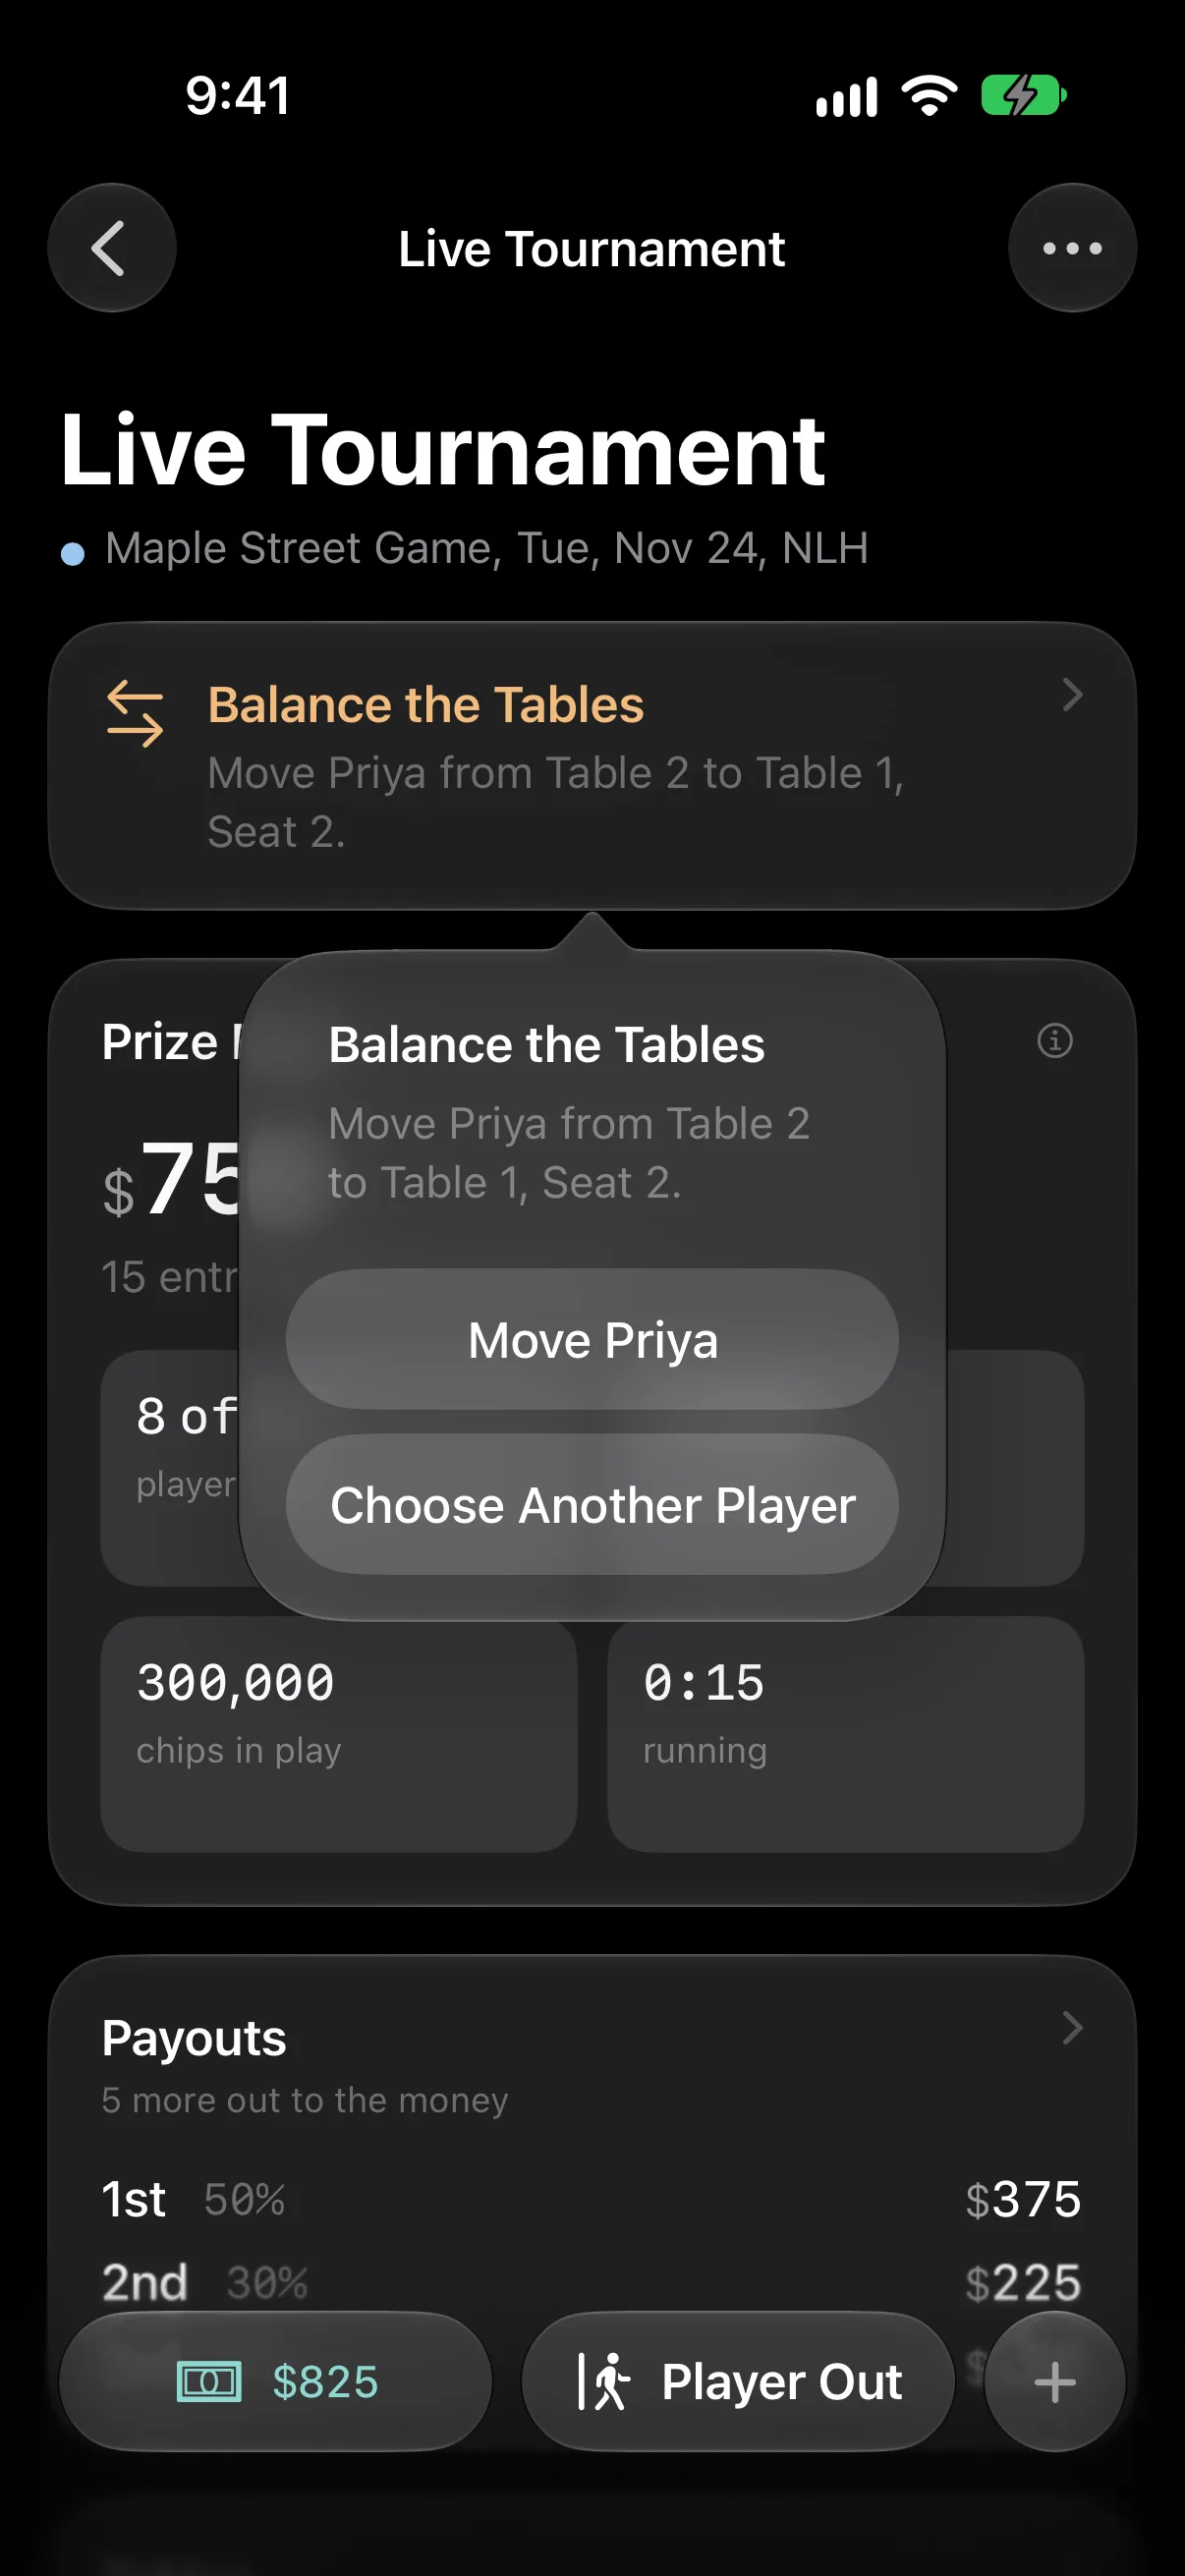 9:41
Live Tournament
Live Tournament
Maple Street Game, Tue, Nov 24, NLH
Balance the Tables
Move Priya from Table 2 to Table 1,
Seat 2.
Prize
Balance the Tables
Move Priya from Table 2
to Table 1, Seat 2.
$75
15 entr
Move Priya
8 of
player
Choose Another Player
300,000
chips in play
0:15
running
Payouts
5 more out to the money
1st 50% $375
2nd 30% $225
$825
Player Out